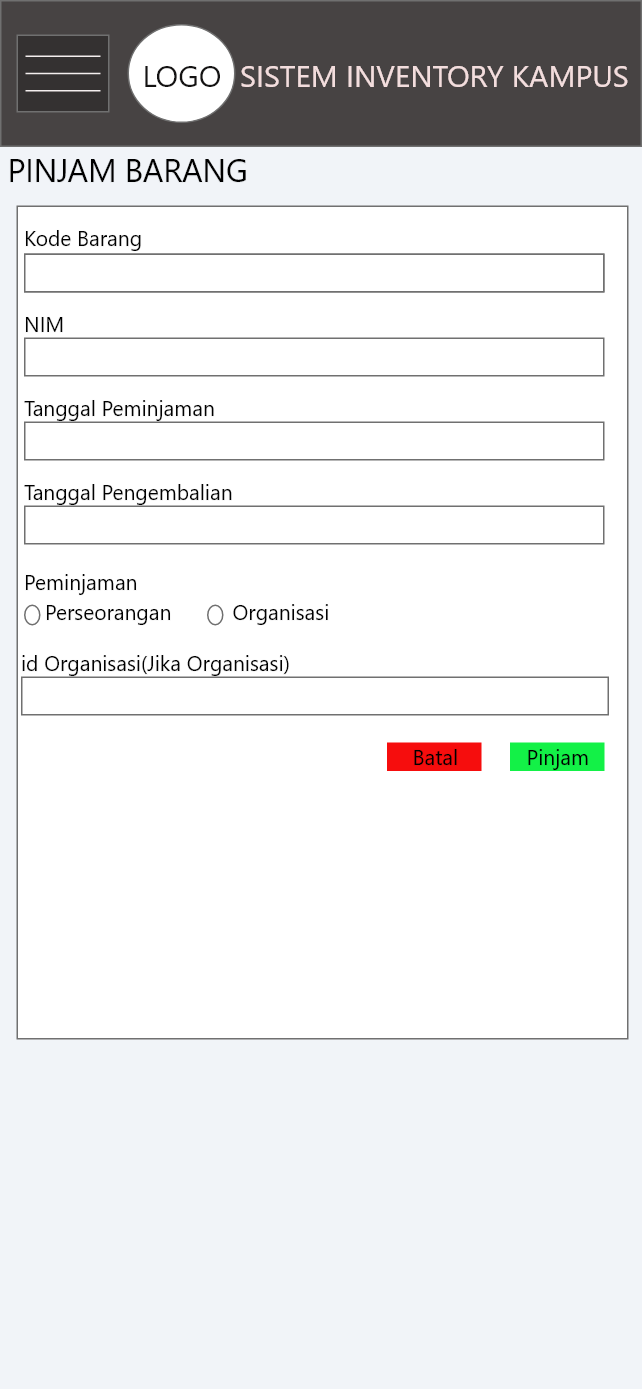 LOGO SISTEM INVENTORY KAMPUS
PINJAM BARANG
Kode Barang
NIM
Tanggal Peminjaman
Tanggal Pengembalian
Peminjaman
Perseorangan Organisasi
id Organisasi(Jika Organisasi)
Batal Pinjam